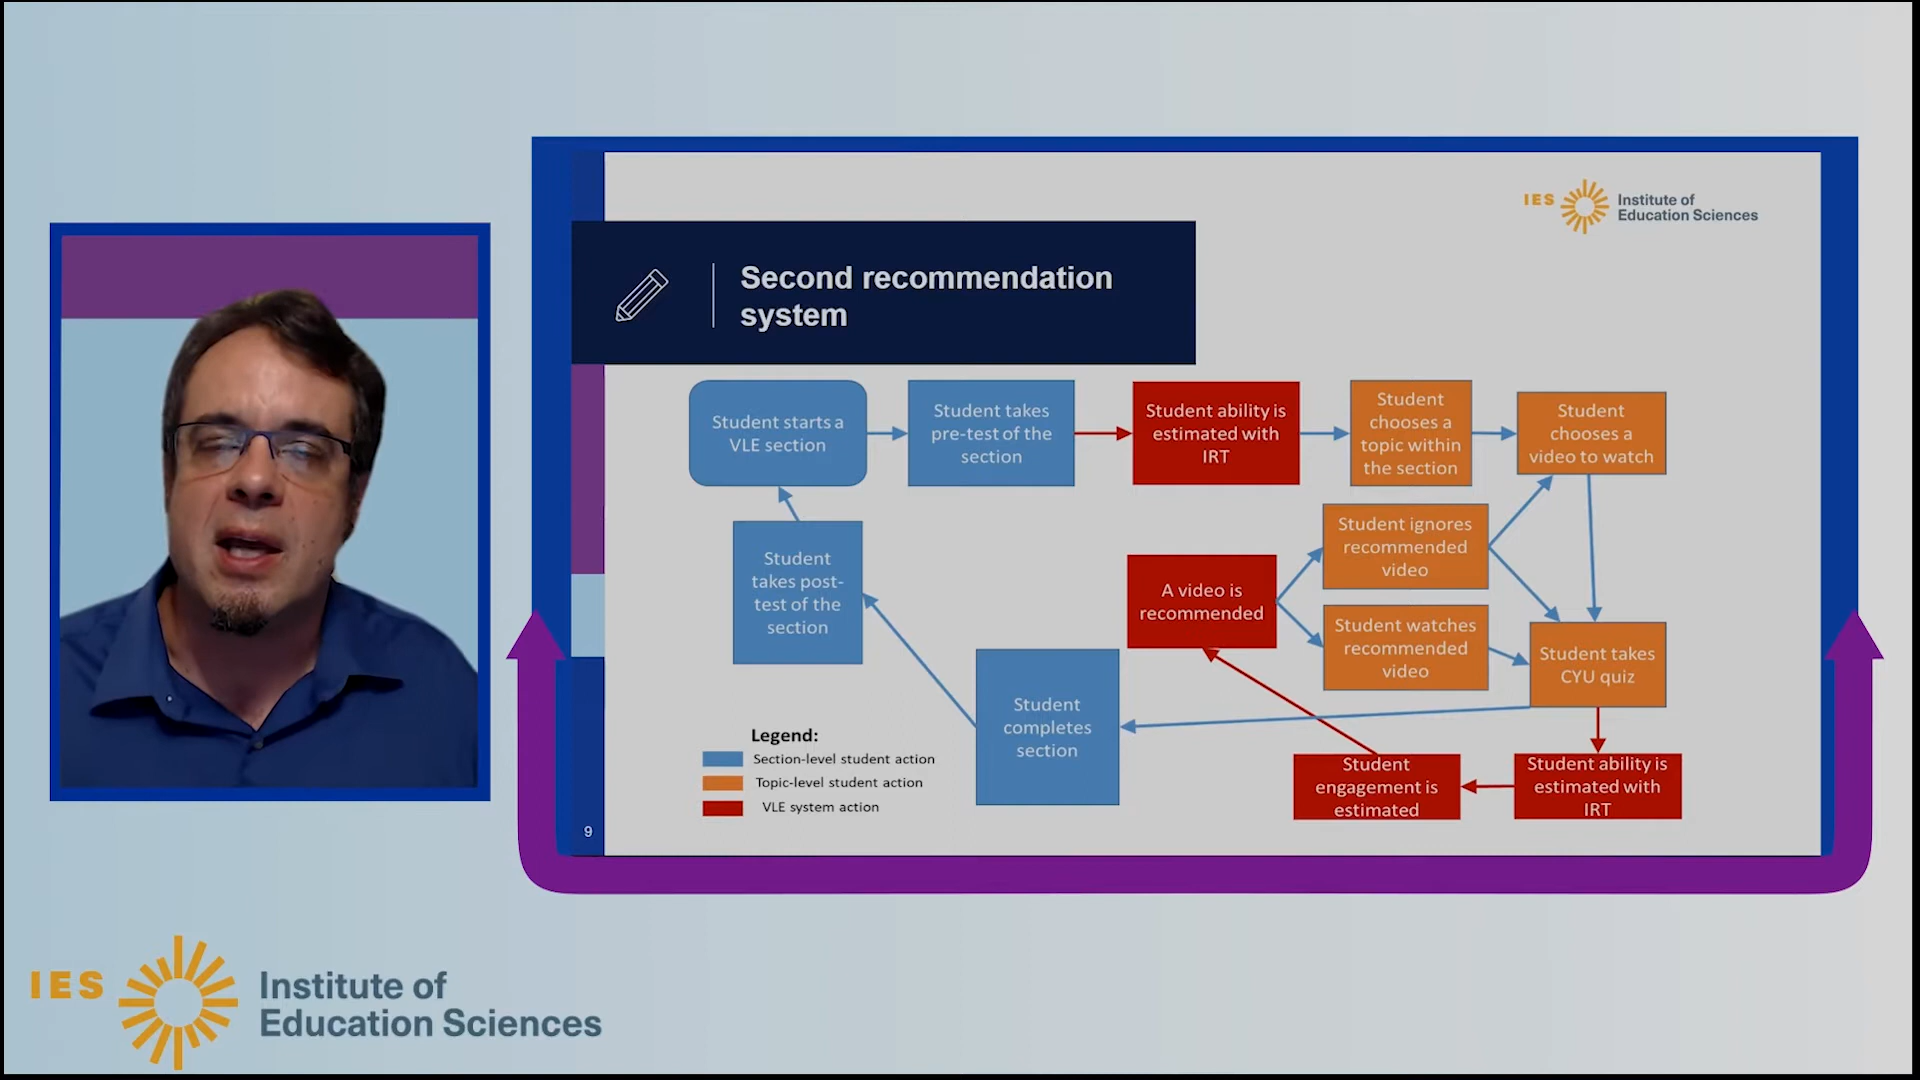 IES
Institute of
Education Sciences
Second recommendation
system
Student starts a
VLE section
Student takes
pre-test of the
section
Student ability is
estimated with
IRT
Student
chooses a
topic within
the section
Student
chooses a
video to watch
Student ignores
recommended
video
A video is
recommended
Student watches
recommended
video
Student takes
CYU quiz
Student
takes post-
test of the
section
Student
completes
section
Student
engagement is
estimated
Student ability is
estimated with
IRT
Legend:
Section-level student action
Topic-level student action
VLE system action
9
IES
Institute of
Education Sciences